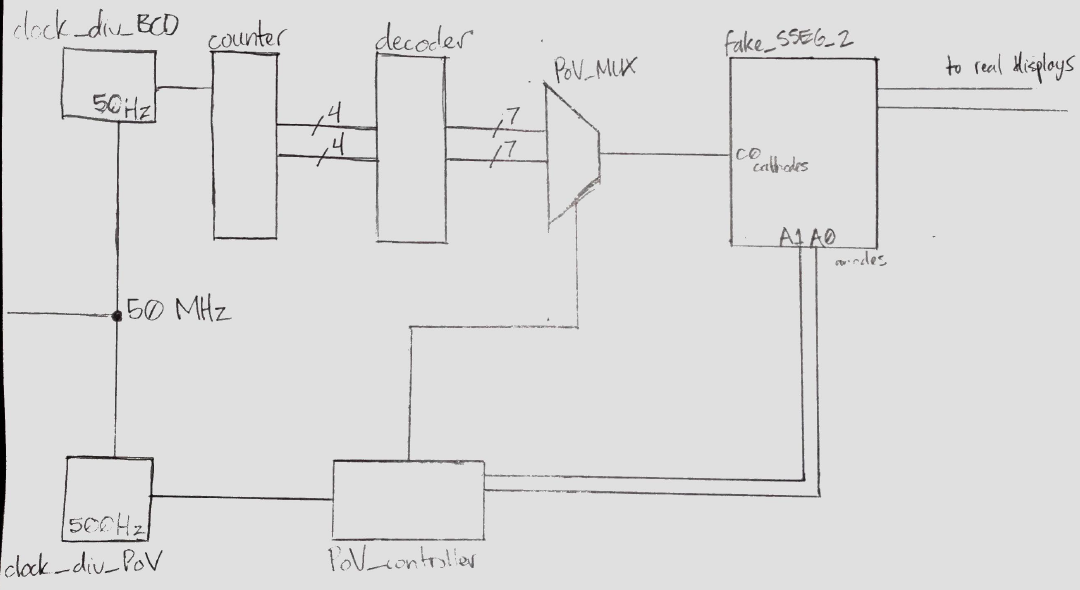 clock_div_BCD
50Hz
counter
4
4
decoder
7
7
PoV_MUX
fake_SSEG_2
to real displays
C0
cathodes
A1 A0
anodes
50 MHz
500Hz
clock_div_PoV
PoV_controller